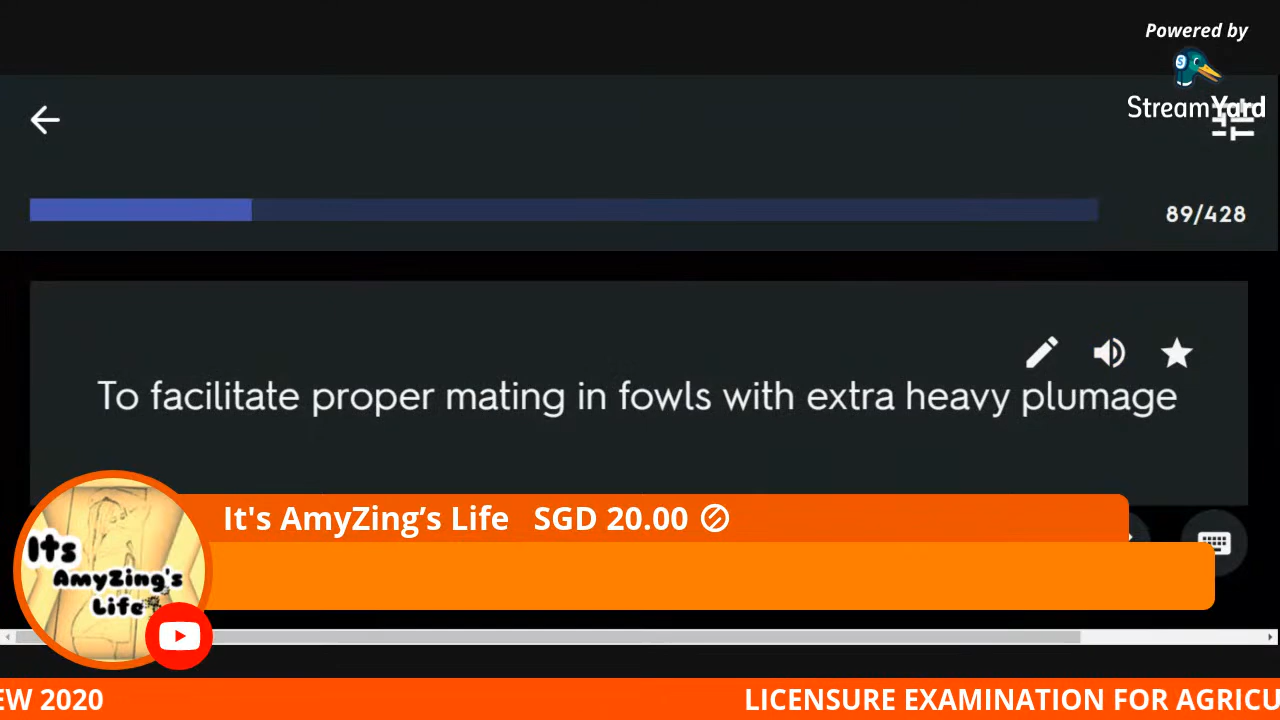 Powered by
StreamYard
89/428
To facilitate proper mating in fowls with extra heavy plumage
It's AmyZing’s Life SGD 20.00
Its
AmyZing's
Life
EW 2020
LICENSURE EXAMINATION FOR AGRICU